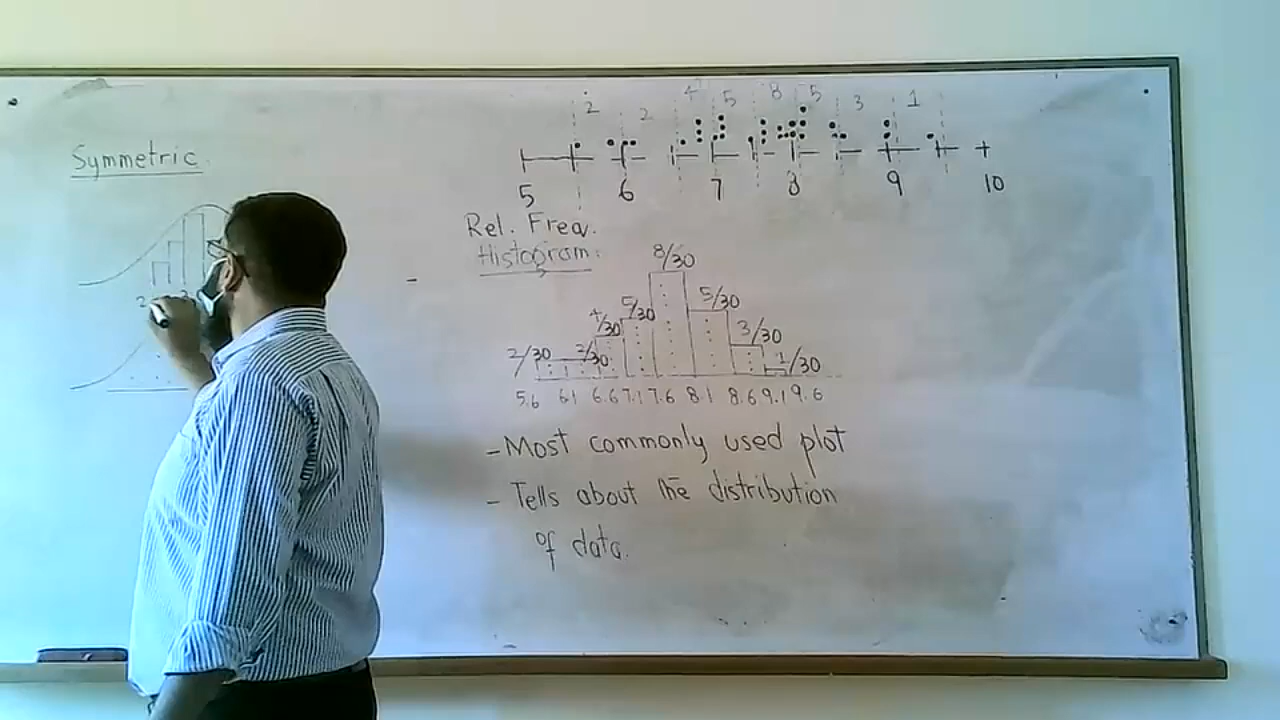 Symmetric
2 2 4 5 8 5 3 1
5 6 7 8 9 10
Rel. Freq.
Histogram:
8/30
5/30 5/30
4/30 3/30
2/30 2/30 1/30
5.6 6.1 6.6 7.1 7.6 8.1 8.6 9.1 9.6
- Most commonly used plot
- Tells about the distribution
of data.